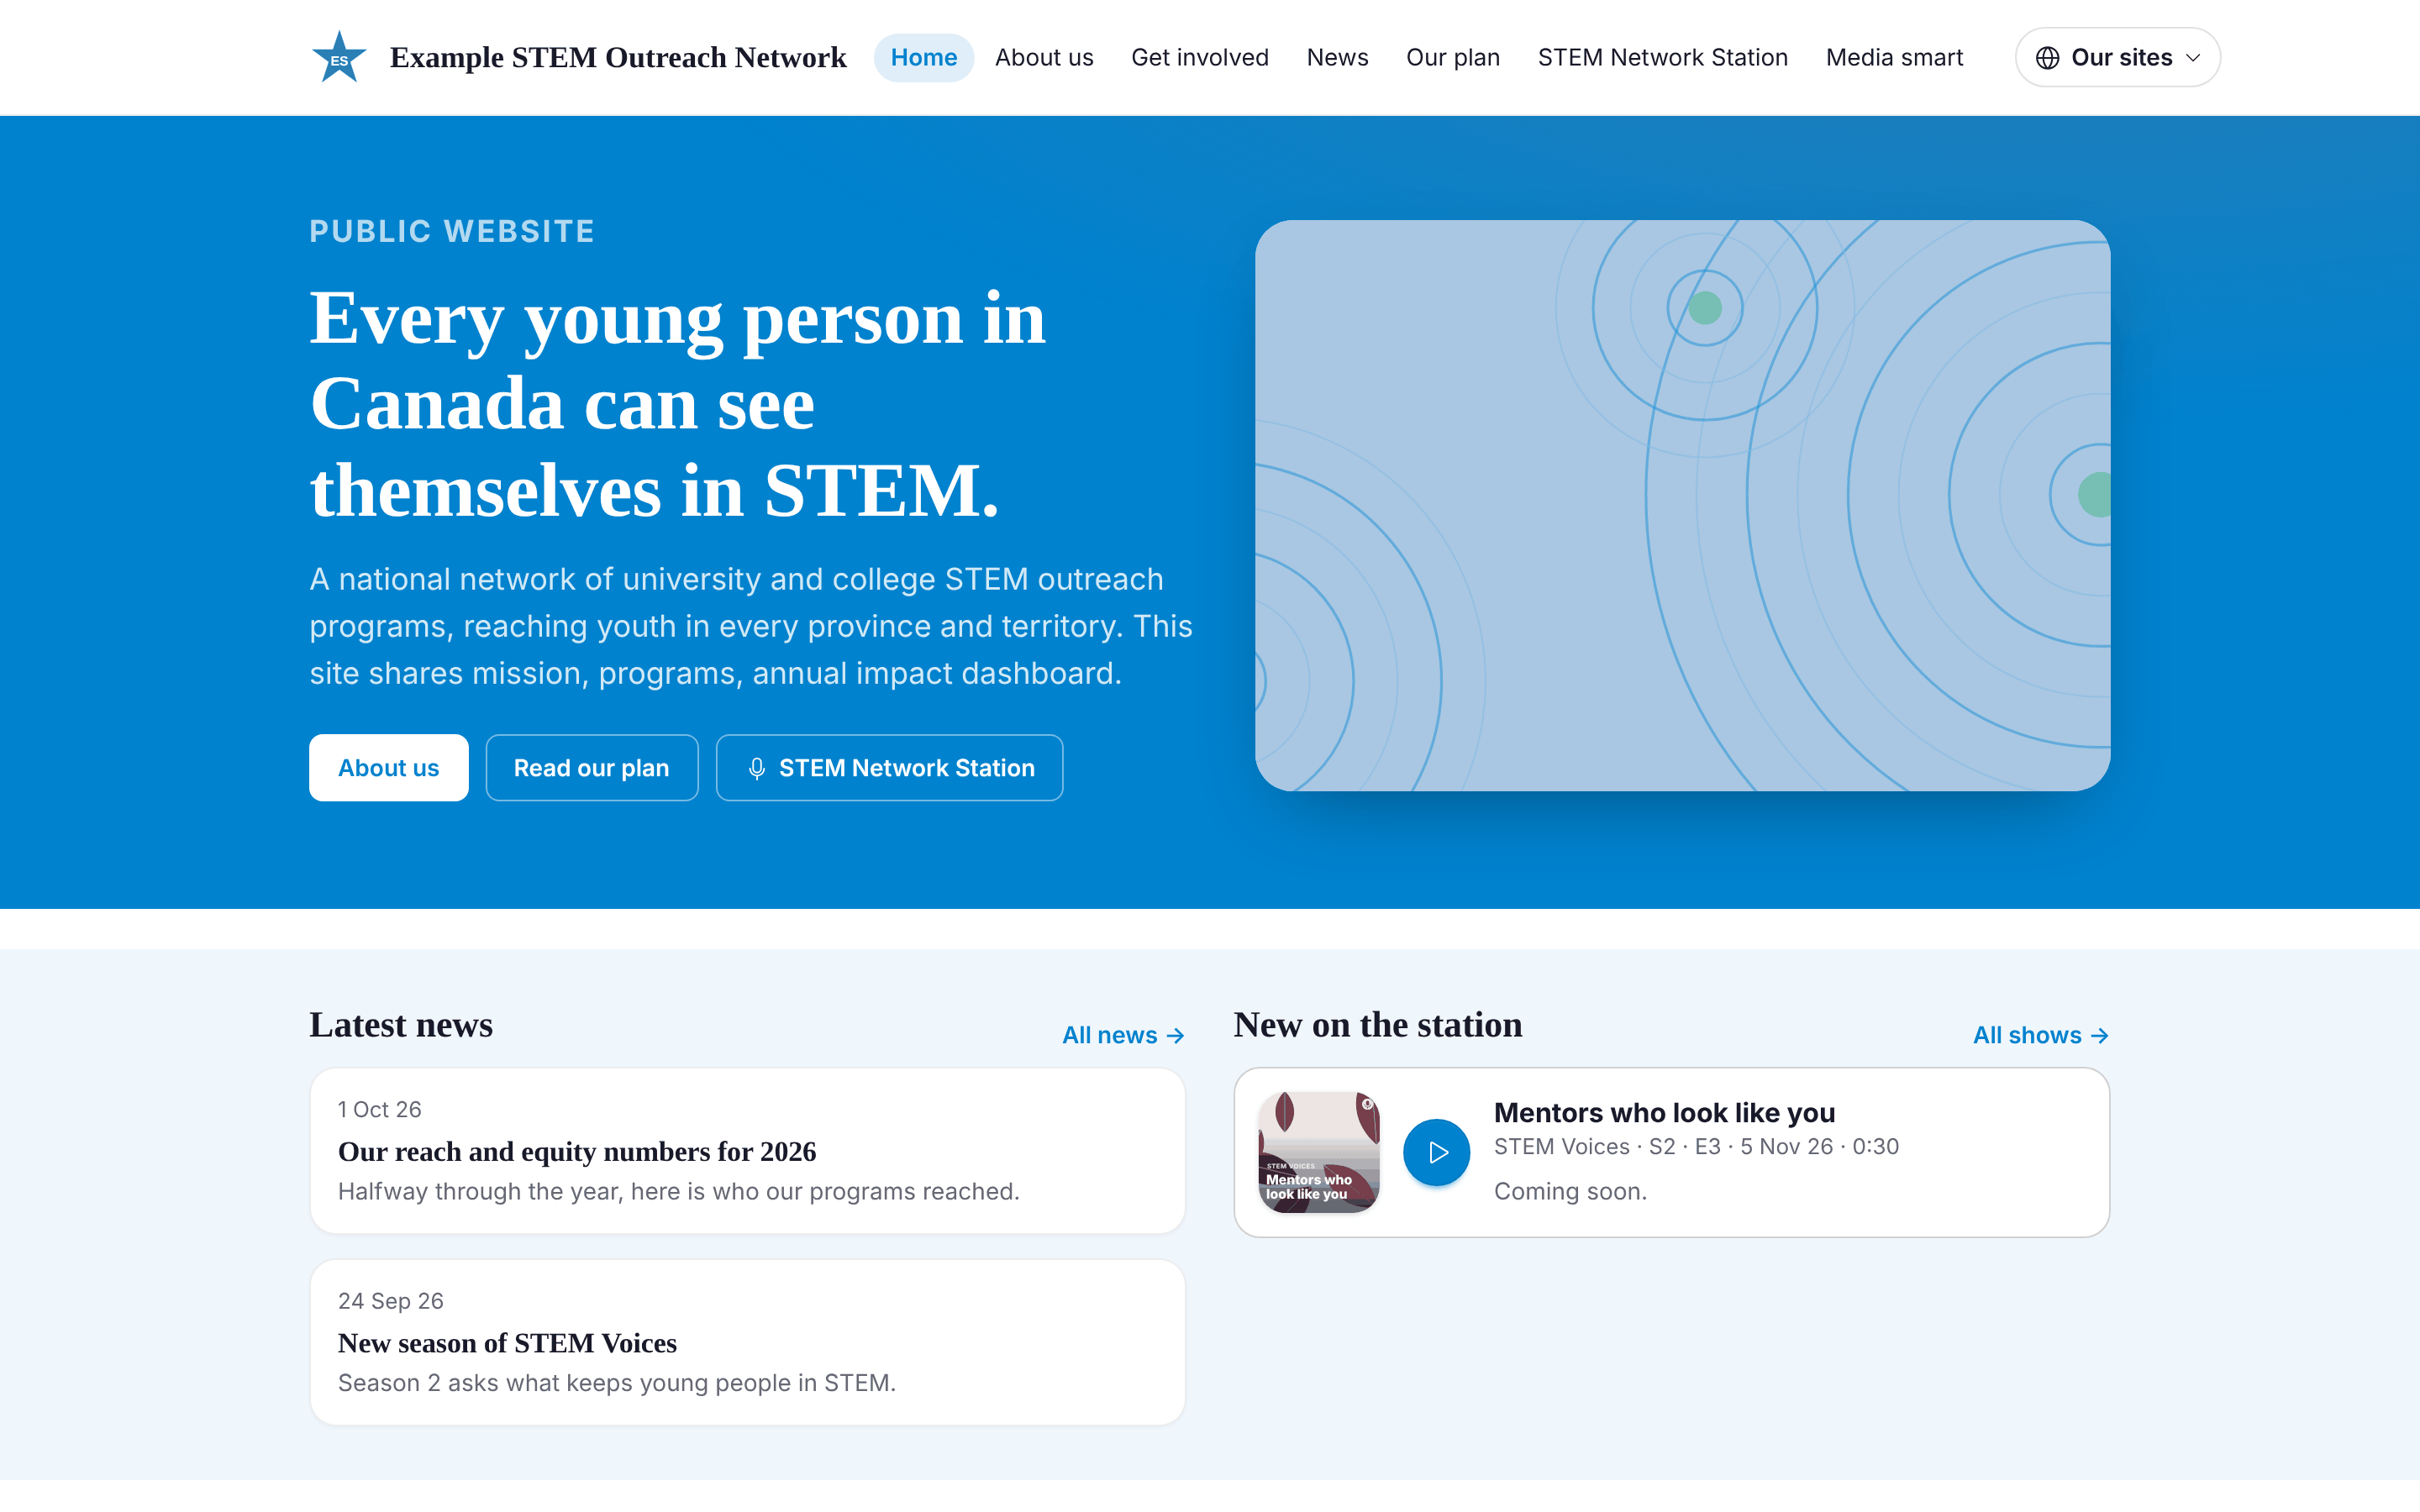 ES
Example STEM Outreach Network
Home
About us
Get involved
News
Our plan
STEM Network Station
Media smart
Our sites
PUBLIC WEBSITE
Every young person in
Canada can see
themselves in STEM.
A national network of university and college STEM outreach
programs, reaching youth in every province and territory. This
site shares mission, programs, annual impact dashboard.
About us
Read our plan
STEM Network Station
Latest news
All news →
1 Oct 26
Our reach and equity numbers for 2026
Halfway through the year, here is who our programs reached.
24 Sep 26
New season of STEM Voices
Season 2 asks what keeps young people in STEM.
New on the station
All shows →
STEM VOICES
Mentors who
look like you
Mentors who look like you
STEM Voices · S2 · E3 · 5 Nov 26 · 0:30
Coming soon.